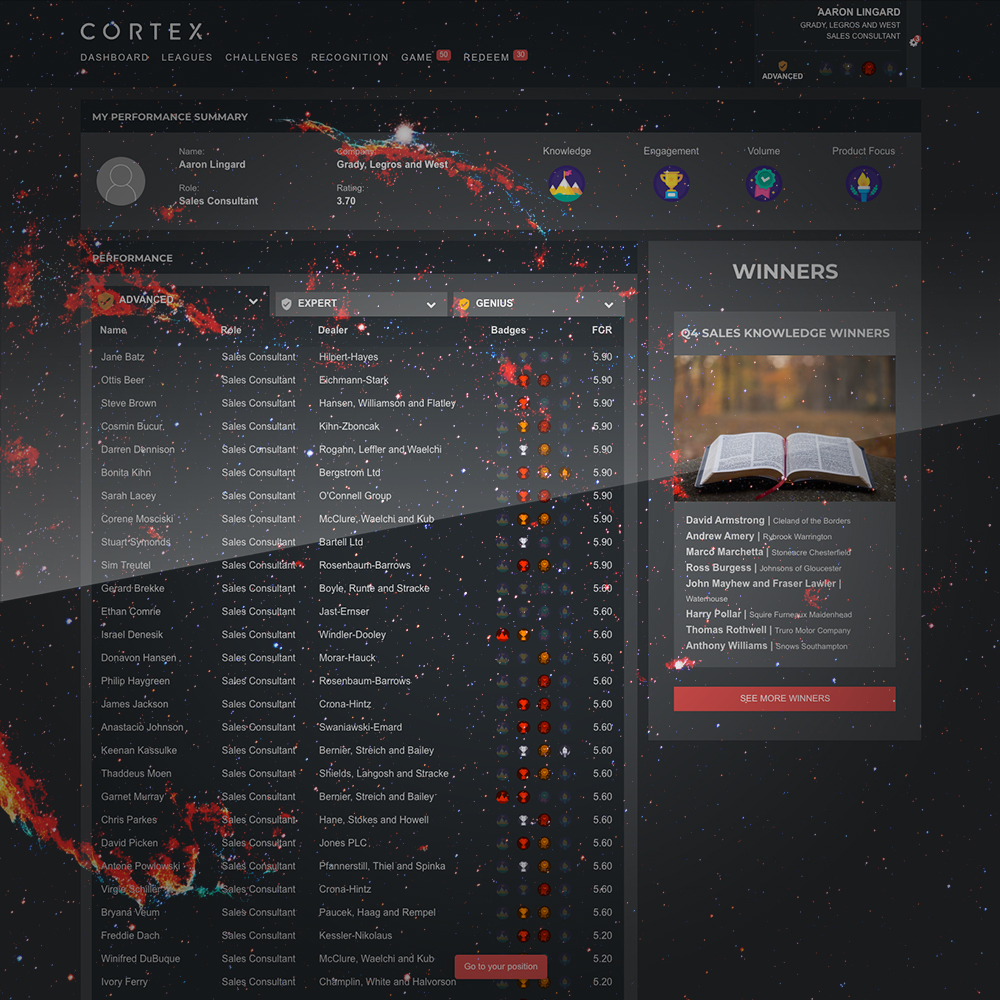 CORTEX
AARON LINGARD
GRADY, LEGROS AND WEST
SALES CONSULTANT
DASHBOARD LEAGUES CHALLENGES RECOGNITION GAME 50 REDEEM 30
ADVANCED
MY PERFORMANCE SUMMARY
Name:
Aaron Lingard
Role:
Sales Consultant
Company:
Grady, Legros and West
Rating:
3.70
Knowledge Engagement Volume Product Focus
PERFORMANCE
ADVANCED EXPERT GENIUS
Name Role Dealer Badges FGR
Jane Batz Sales Consultant Hilpert-Hayes 5.90
Ottis Beer Sales Consultant Eichmann-Stark 5.90
Steve Brown Sales Consultant Hansen, Williamson and Flatley 5.90
Cosmin Bucur Sales Consultant Kihn-Zboncak 5.90
Darren Dennison Sales Consultant Rogahn, Leffler and Waelchi 5.90
Bonita Kihn Sales Consultant Bergstrom Ltd 5.90
Sarah Lacey Sales Consultant O'Connell Group 5.90
Corene Mosciski Sales Consultant McClure, Waelchi and Kub 5.90
Stuart Symonds Sales Consultant Bartell Ltd 5.90
Sim Treutel Sales Consultant Rosenbaum-Barrows 5.90
Gerard Brekke Sales Consultant Boyle, Runte and Stracke 5.60
Ethan Comrie Sales Consultant Jast-Ernser 5.60
Israel Denesik Sales Consultant Windler-Dooley 5.60
Donavon Hansen Sales Consultant Morar-Hauck 5.60
Philip Haygreen Sales Consultant Rosenbaum-Barrows 5.60
James Jackson Sales Consultant Crona-Hintz 5.60
Anastacio Johnson Sales Consultant Swaniawski-Emard 5.60
Keenan Kassulke Sales Consultant Bernier, Streich and Bailey 5.60
Thaddeus Moen Sales Consultant Shields, Langosh and Stracke 5.60
Garnet Murray Sales Consultant Bernier, Streich and Bailey 5.60
Chris Parkes Sales Consultant Hane, Stokes and Howell 5.60
David Picken Sales Consultant Jones PLC 5.60
Antone Powlowski Sales Consultant Pfannerstill, Thiel and Spinka 5.60
Virgie Schiller Sales Consultant Crona-Hintz 5.60
Bryana Veum Sales Consultant Paucek, Haag and Rempel 5.60
Freddie Dach Sales Consultant Kessler-Nikolaus 5.20
Winifred DuBuque Sales Consultant McClure, Waelchi and Kub 5.20
Ivory Ferry Sales Consultant Champlin, White and Halvorson 5.20
Go to your position
WINNERS
Q4 SALES KNOWLEDGE WINNERS
David Armstrong | Cleland of the Borders
Andrew Amery | Rybrook Warrington
Marco Marchetta | Stoneacre Chesterfield
Ross Burgess | Johnsons of Gloucester
John Mayhew and Fraser Lawler |
Waterhouse
Harry Pollar | Squire Furneaux Maidenhead
Thomas Rothwell | Truro Motor Company
Anthony Williams | Snows Southampton
SEE MORE WINNERS